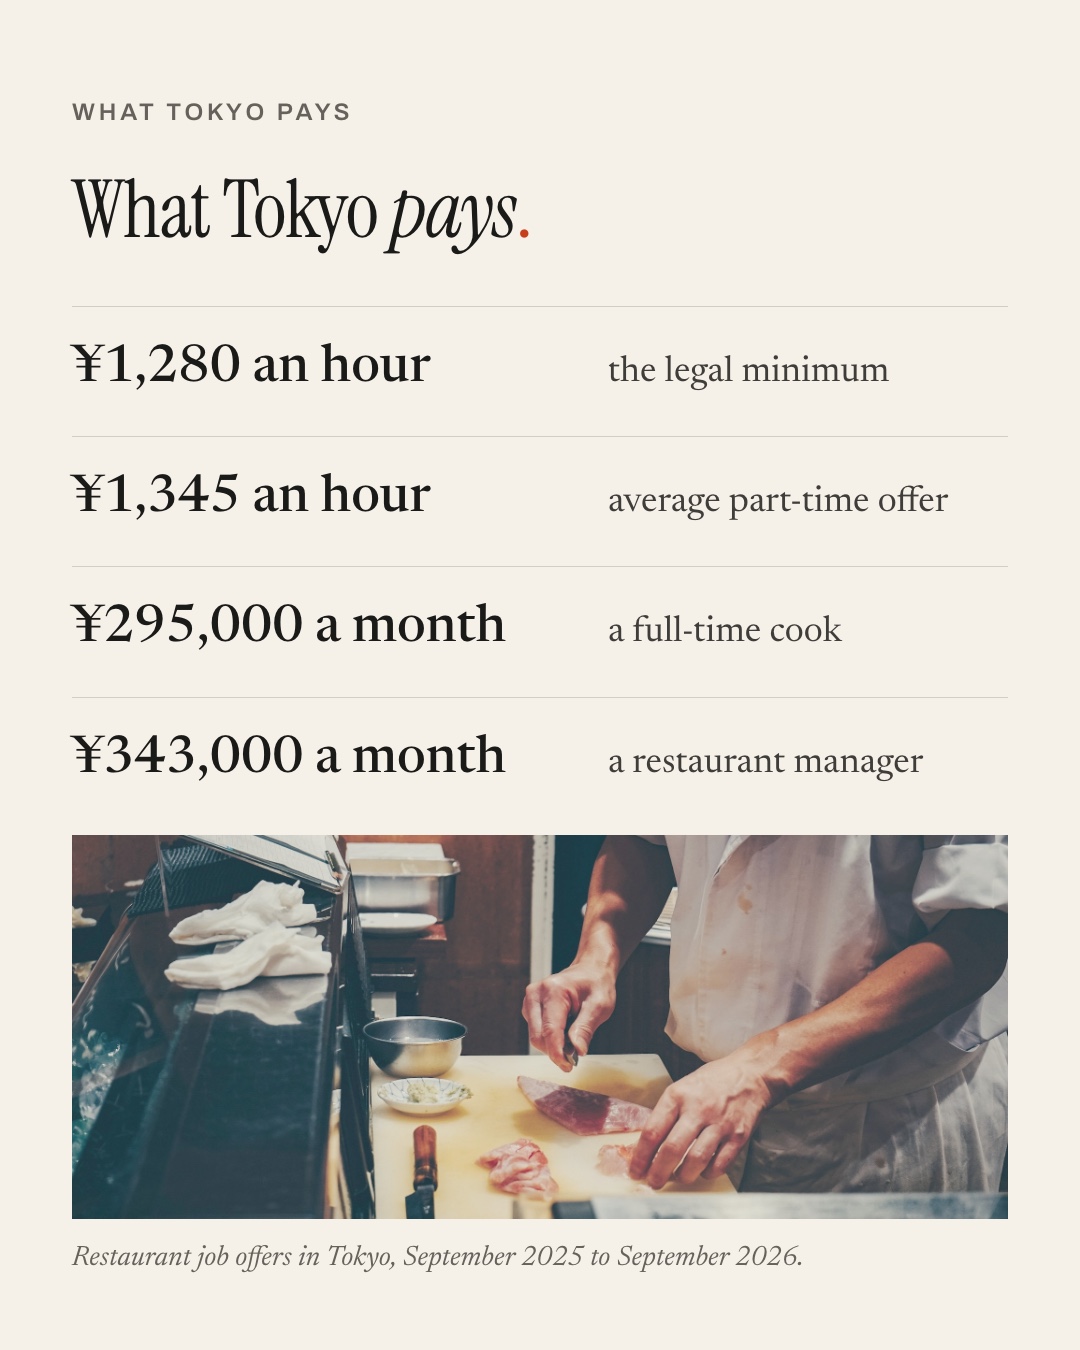 WHAT TOKYO PAYS
What Tokyo pays.
¥1,280 an hour
the legal minimum
¥1,345 an hour
average part-time offer
¥295,000 a month
a full-time cook
¥343,000 a month
a restaurant manager
Restaurant job offers in Tokyo, September 2025 to September 2026.